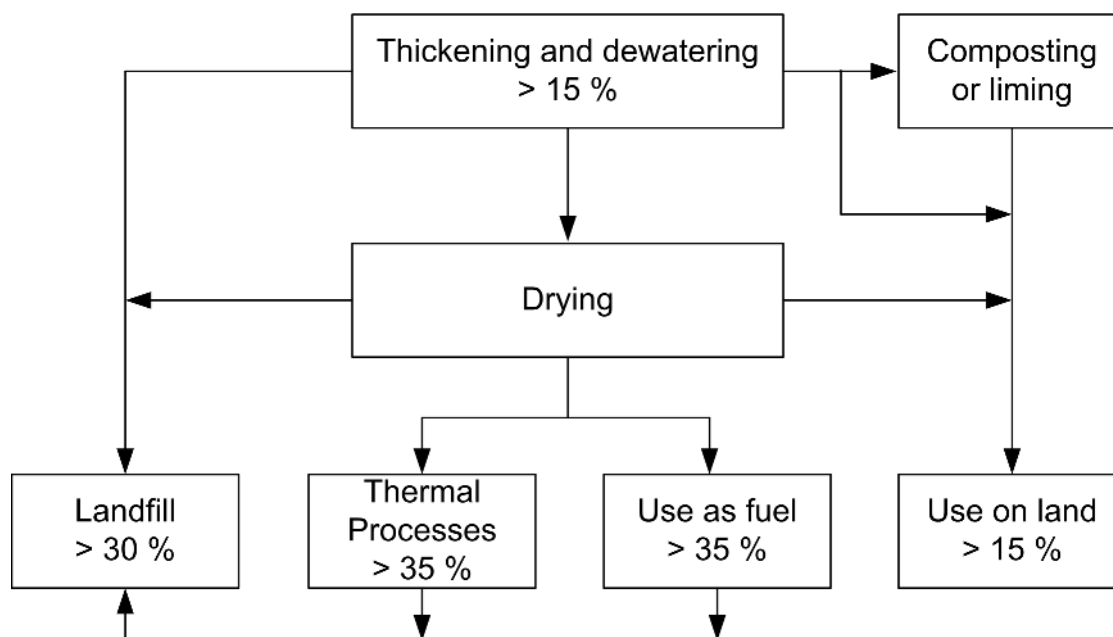 Thickening and dewatering
> 15 %
Composting
or liming
Drying
Landfill
> 30 %
Thermal
Processes
> 35 %
Use as fuel
> 35 %
Use on land
> 15 %